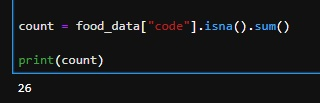 count = food_data["code"].isna().sum()
print(count)
26